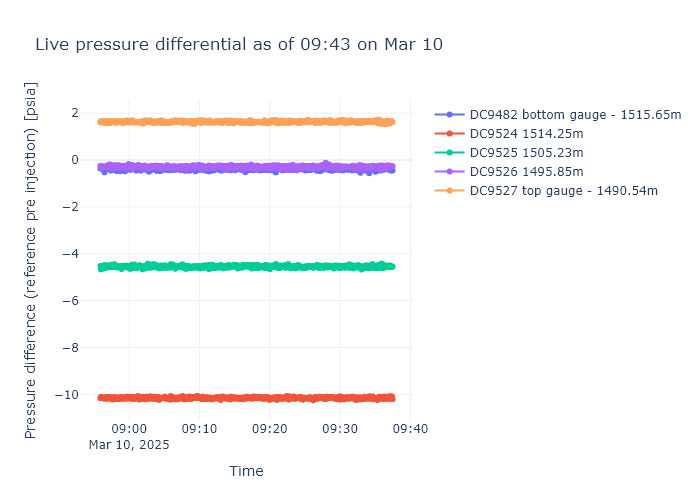 Live pressure differential as of 09:43 on Mar 10
Pressure difference (reference pre injection) [psia]
2
0
−2
−4
−6
−8
−10
09:00
Mar 10, 2025
09:10
09:20
09:30
09:40
Time
DC9482 bottom gauge - 1515.65m
DC9524 1514.25m
DC9525 1505.23m
DC9526 1495.85m
DC9527 top gauge - 1490.54m